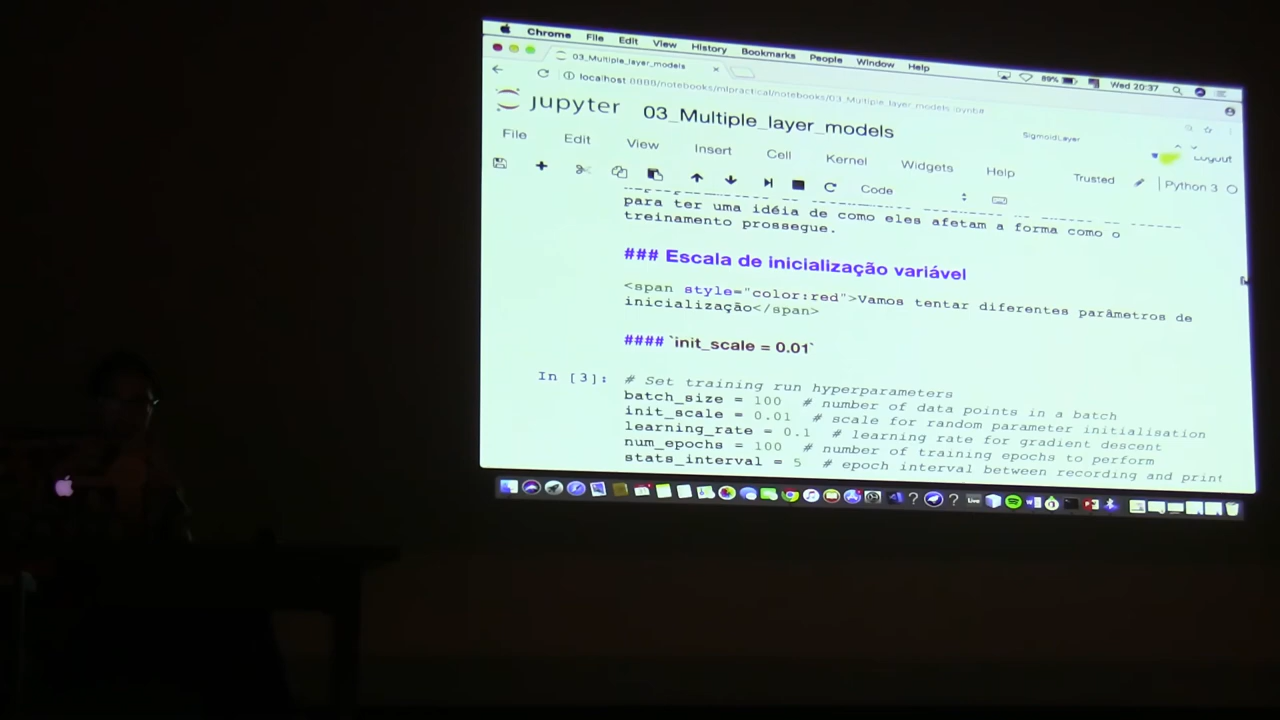 Chrome File Edit View History Bookmarks People Window Help 89% Wed 20:37
03_Multiple_layer_models
localhost:8888/notebooks/mlpractical/notebooks/03_Multiple_layer_models.ipynb#
jupyter 03_Multiple_layer_models
SigmoidLayer
Logout
File Edit View Insert Cell Kernel Widgets Help
Trusted Python 3
Code
para ter uma idéia de como eles afetam a forma como o
treinamento prossegue.
### Escala de inicialização variável
<span style="color:red">Vamos tentar diferentes parâmetros de
inicialização</span>
#### `init_scale = 0.01`
In [3]: # Set training run hyperparameters
batch_size = 100 # number of data points in a batch
init_scale = 0.01 # scale for random parameter initialisation
learning_rate = 0.1 # learning rate for gradient descent
num_epochs = 100 # number of training epochs to perform
stats_interval = 5 # epoch interval between recording and print